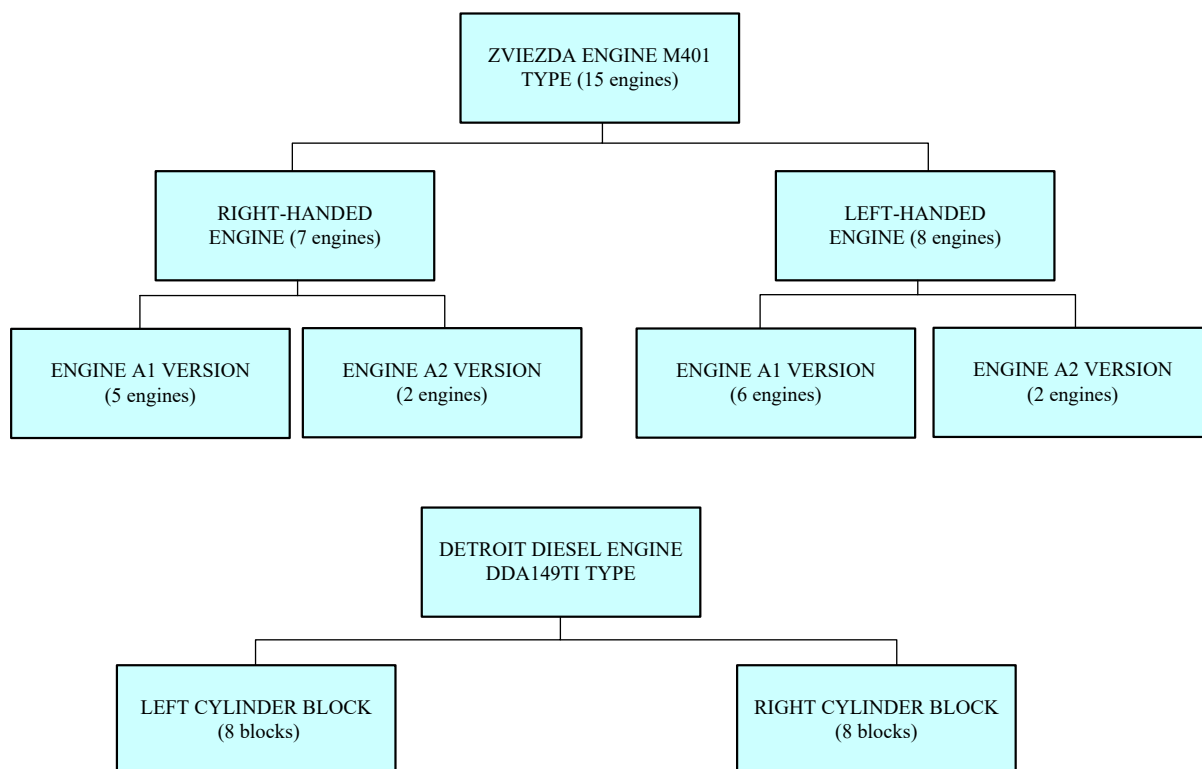 ZVIEZDA ENGINE M401
TYPE (15 engines)
RIGHT-HANDED
ENGINE (7 engines)
LEFT-HANDED
ENGINE (8 engines)
ENGINE A1 VERSION
(5 engines)
ENGINE A2 VERSION
(2 engines)
ENGINE A1 VERSION
(6 engines)
ENGINE A2 VERSION
(2 engines)
DETROIT DIESEL ENGINE
DDA149TI TYPE
LEFT CYLINDER BLOCK
(8 blocks)
RIGHT CYLINDER BLOCK
(8 blocks)